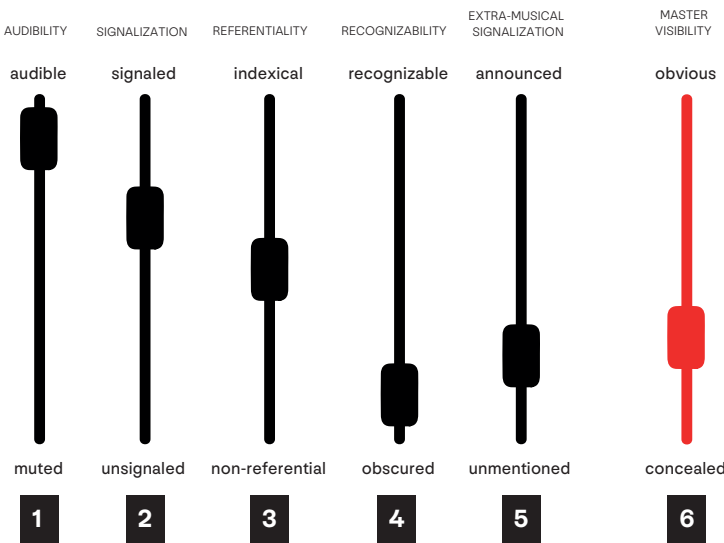 AUDIBILITY
SIGNALIZATION
REFERENTIALITY
RECOGNIZABILITY
EXTRA-MUSICAL
SIGNALIZATION
MASTER
VISIBILITY
audible
signaled
indexical
recognizable
announced
obvious
muted
unsignaled
non-referential
obscured
unmentioned
concealed
1
2
3
4
5
6